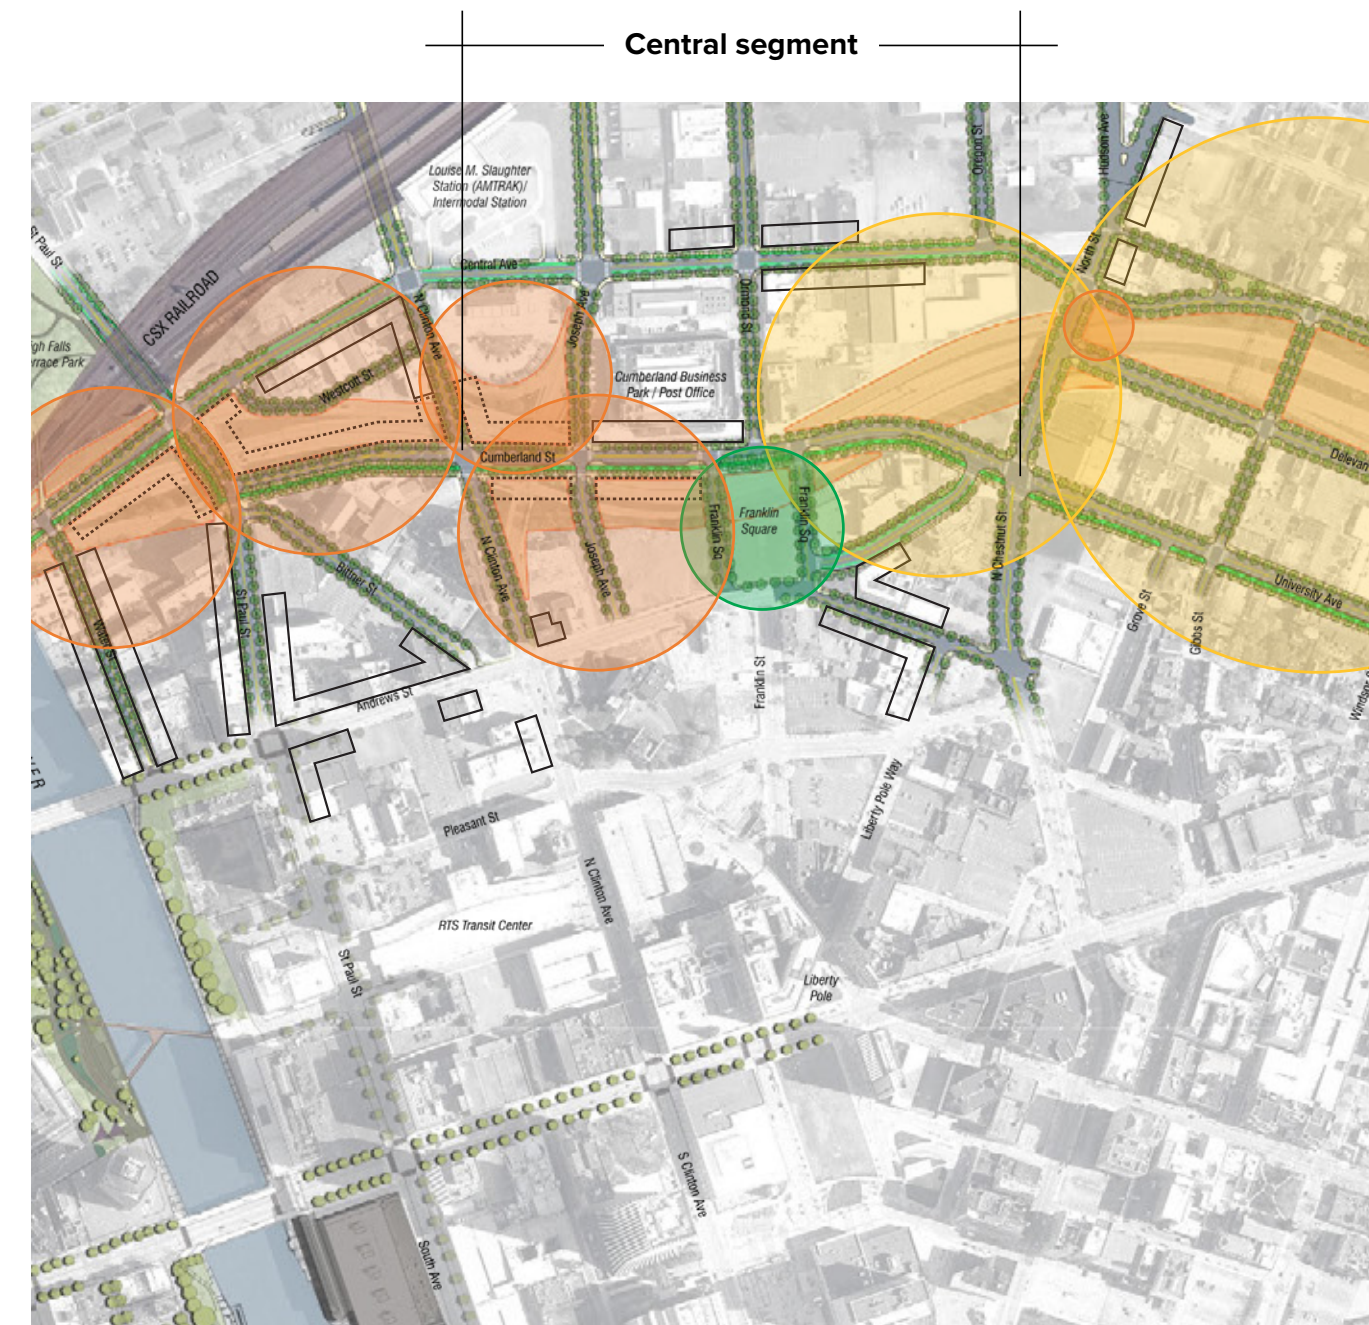 Central segment
Oregon St
Hudson Ave
Louise M. Slaughter
Station (AMTRAK)/
Intermodal Station
St Paul St
North St
Central Ave
CSX RAILROAD
N Clinton Ave
Joseph Ave
Ormond St
Westcott St
Cumberland Business
Park / Post Office
Cumberland St
Delevan
Franklin
Square
Franklin Sq
Franklin Sq
N Clinton Ave
Joseph Ave
N Chestnut St
Bittner St
St Paul St
University Ave
Grove St
Gibbs St
Franklin St
Andrews St
Liberty Pole Way
Pleasant St
N Clinton Ave
RTS Transit Center
St Paul St
Liberty
Pole
S Clinton Ave
South Ave